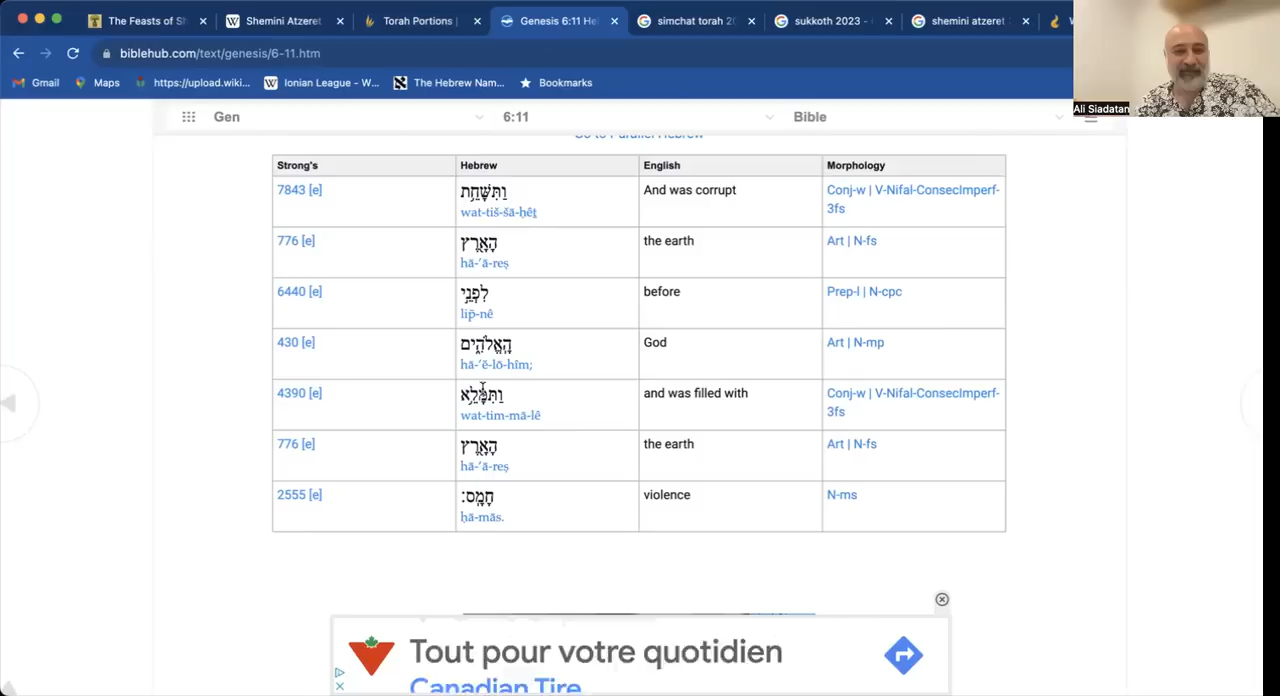 The Feasts of Sh
Shemini Atzeret
Torah Portions |
Genesis 6:11 He
simchat torah 20
sukkoth 2023 -
shemini atzeret
biblehub.com/text/genesis/6-11.htm
Gmail
Maps
https://upload.wiki...
Ionian League - W...
The Hebrew Nam...
Bookmarks
Ali Siadatan
Gen
6:11
Bible
Go to Parallel Hebrew
Strong's Hebrew English Morphology
7843 [e] וַתִּשָּׁחֵ֥ת And was corrupt Conj-w | V-Nifal-ConsecImperf-
wat-tiš-šā-ḥêṯ 3fs
776 [e] הָאָ֖רֶץ the earth Art | N-fs
hā-’ā-reṣ
6440 [e] לִפְנֵ֣י before Prep-l | N-cpc
lip̄-nê
430 [e] הָֽאֱלֹהִ֑ים God Art | N-mp
hā-’ĕ-lō-hîm;
4390 [e] וַתִּמָּלֵ֥א and was filled with Conj-w | V-Nifal-ConsecImperf-
wat-tim-mā-lê 3fs
776 [e] הָאָ֖רֶץ the earth Art | N-fs
hā-’ā-reṣ
2555 [e] חָמָֽס׃ violence N-ms
ḥā-mās.
Tout pour votre quotidien
Canadian Tire